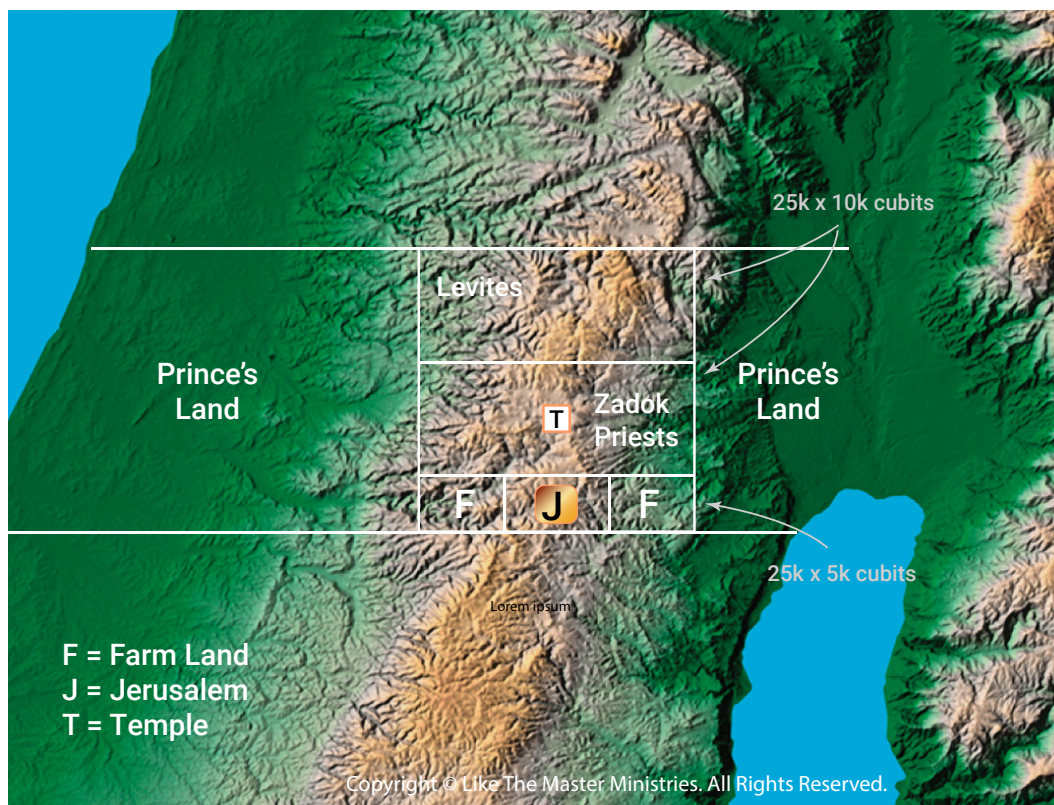 25k x 10k cubits
Levites
Prince's
Land
Prince's
Land
Zadok
Priests
T
F
J
F
25k x 5k cubits
Lorem ipsum
F = Farm Land
J = Jerusalem
T = Temple
Copyright © Like The Master Ministries. All Rights Reserved.